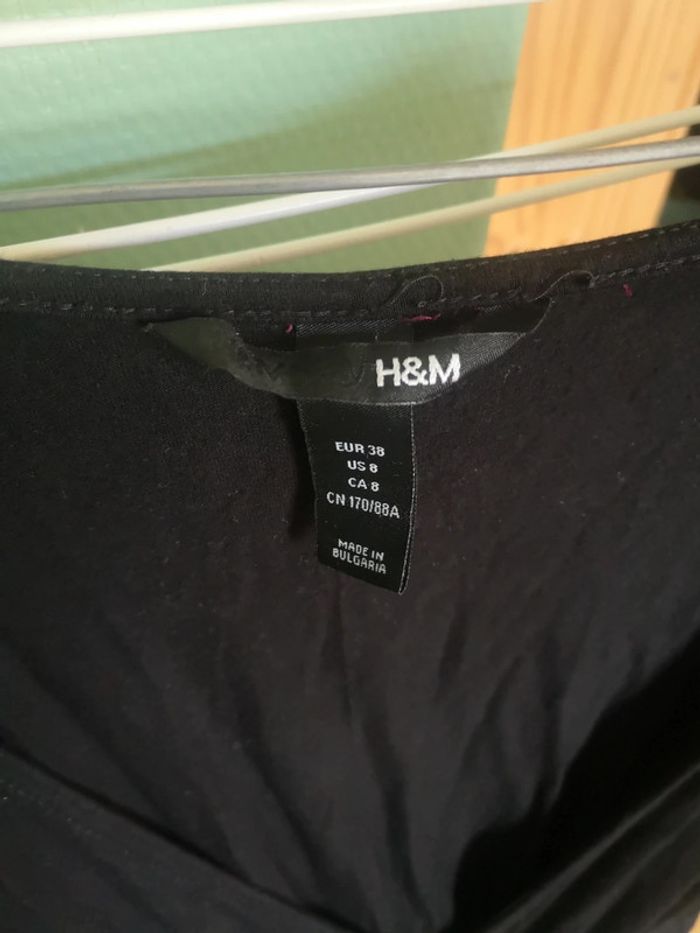 H&M
EUR 38
US 8
CA 8
CN 170/88A
MADE IN
BULGARIA